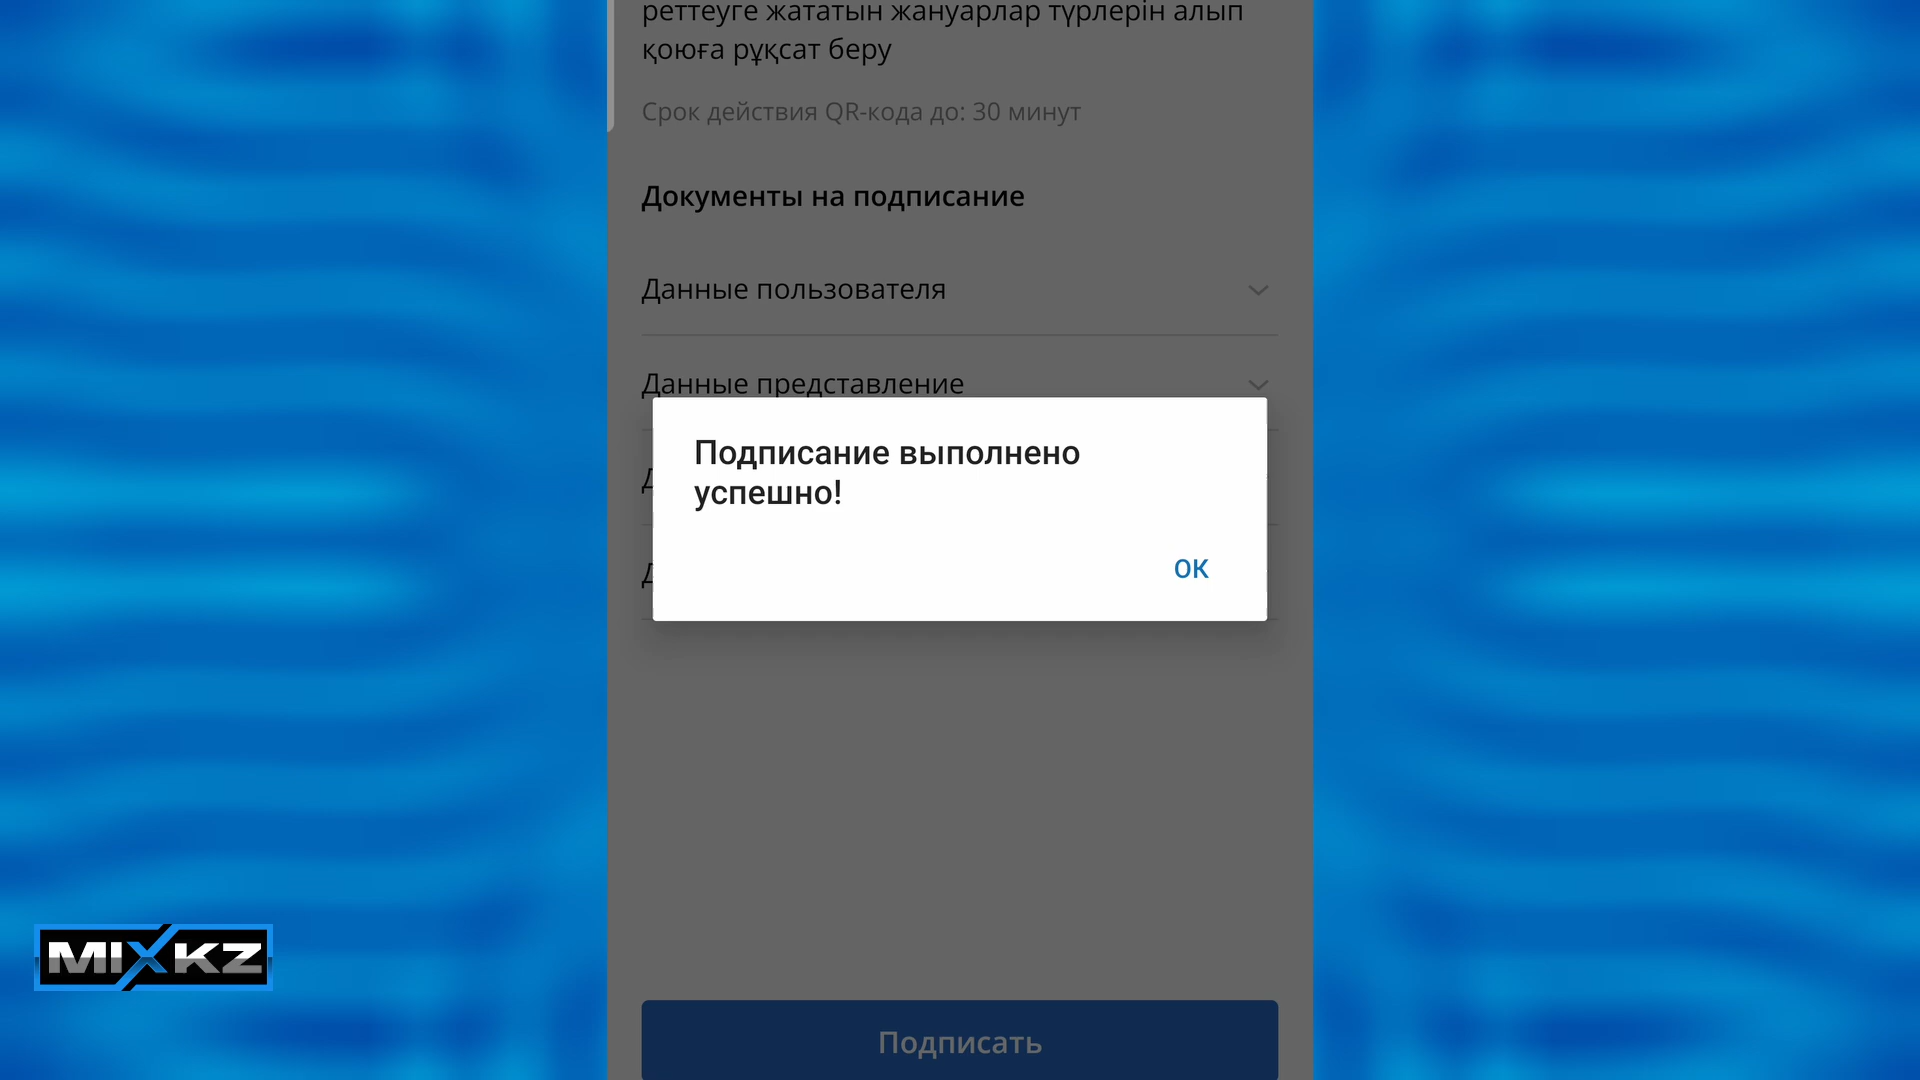 реттеуге жататын жануарлар түрлерін алып
қоюға рұқсат беру
Срок действия QR-кода до: 30 минут
Документы на подписание
Данные пользователя
Данные представление
Подписание выполнено
успешно!
ОК
Подписать
MIXKZ